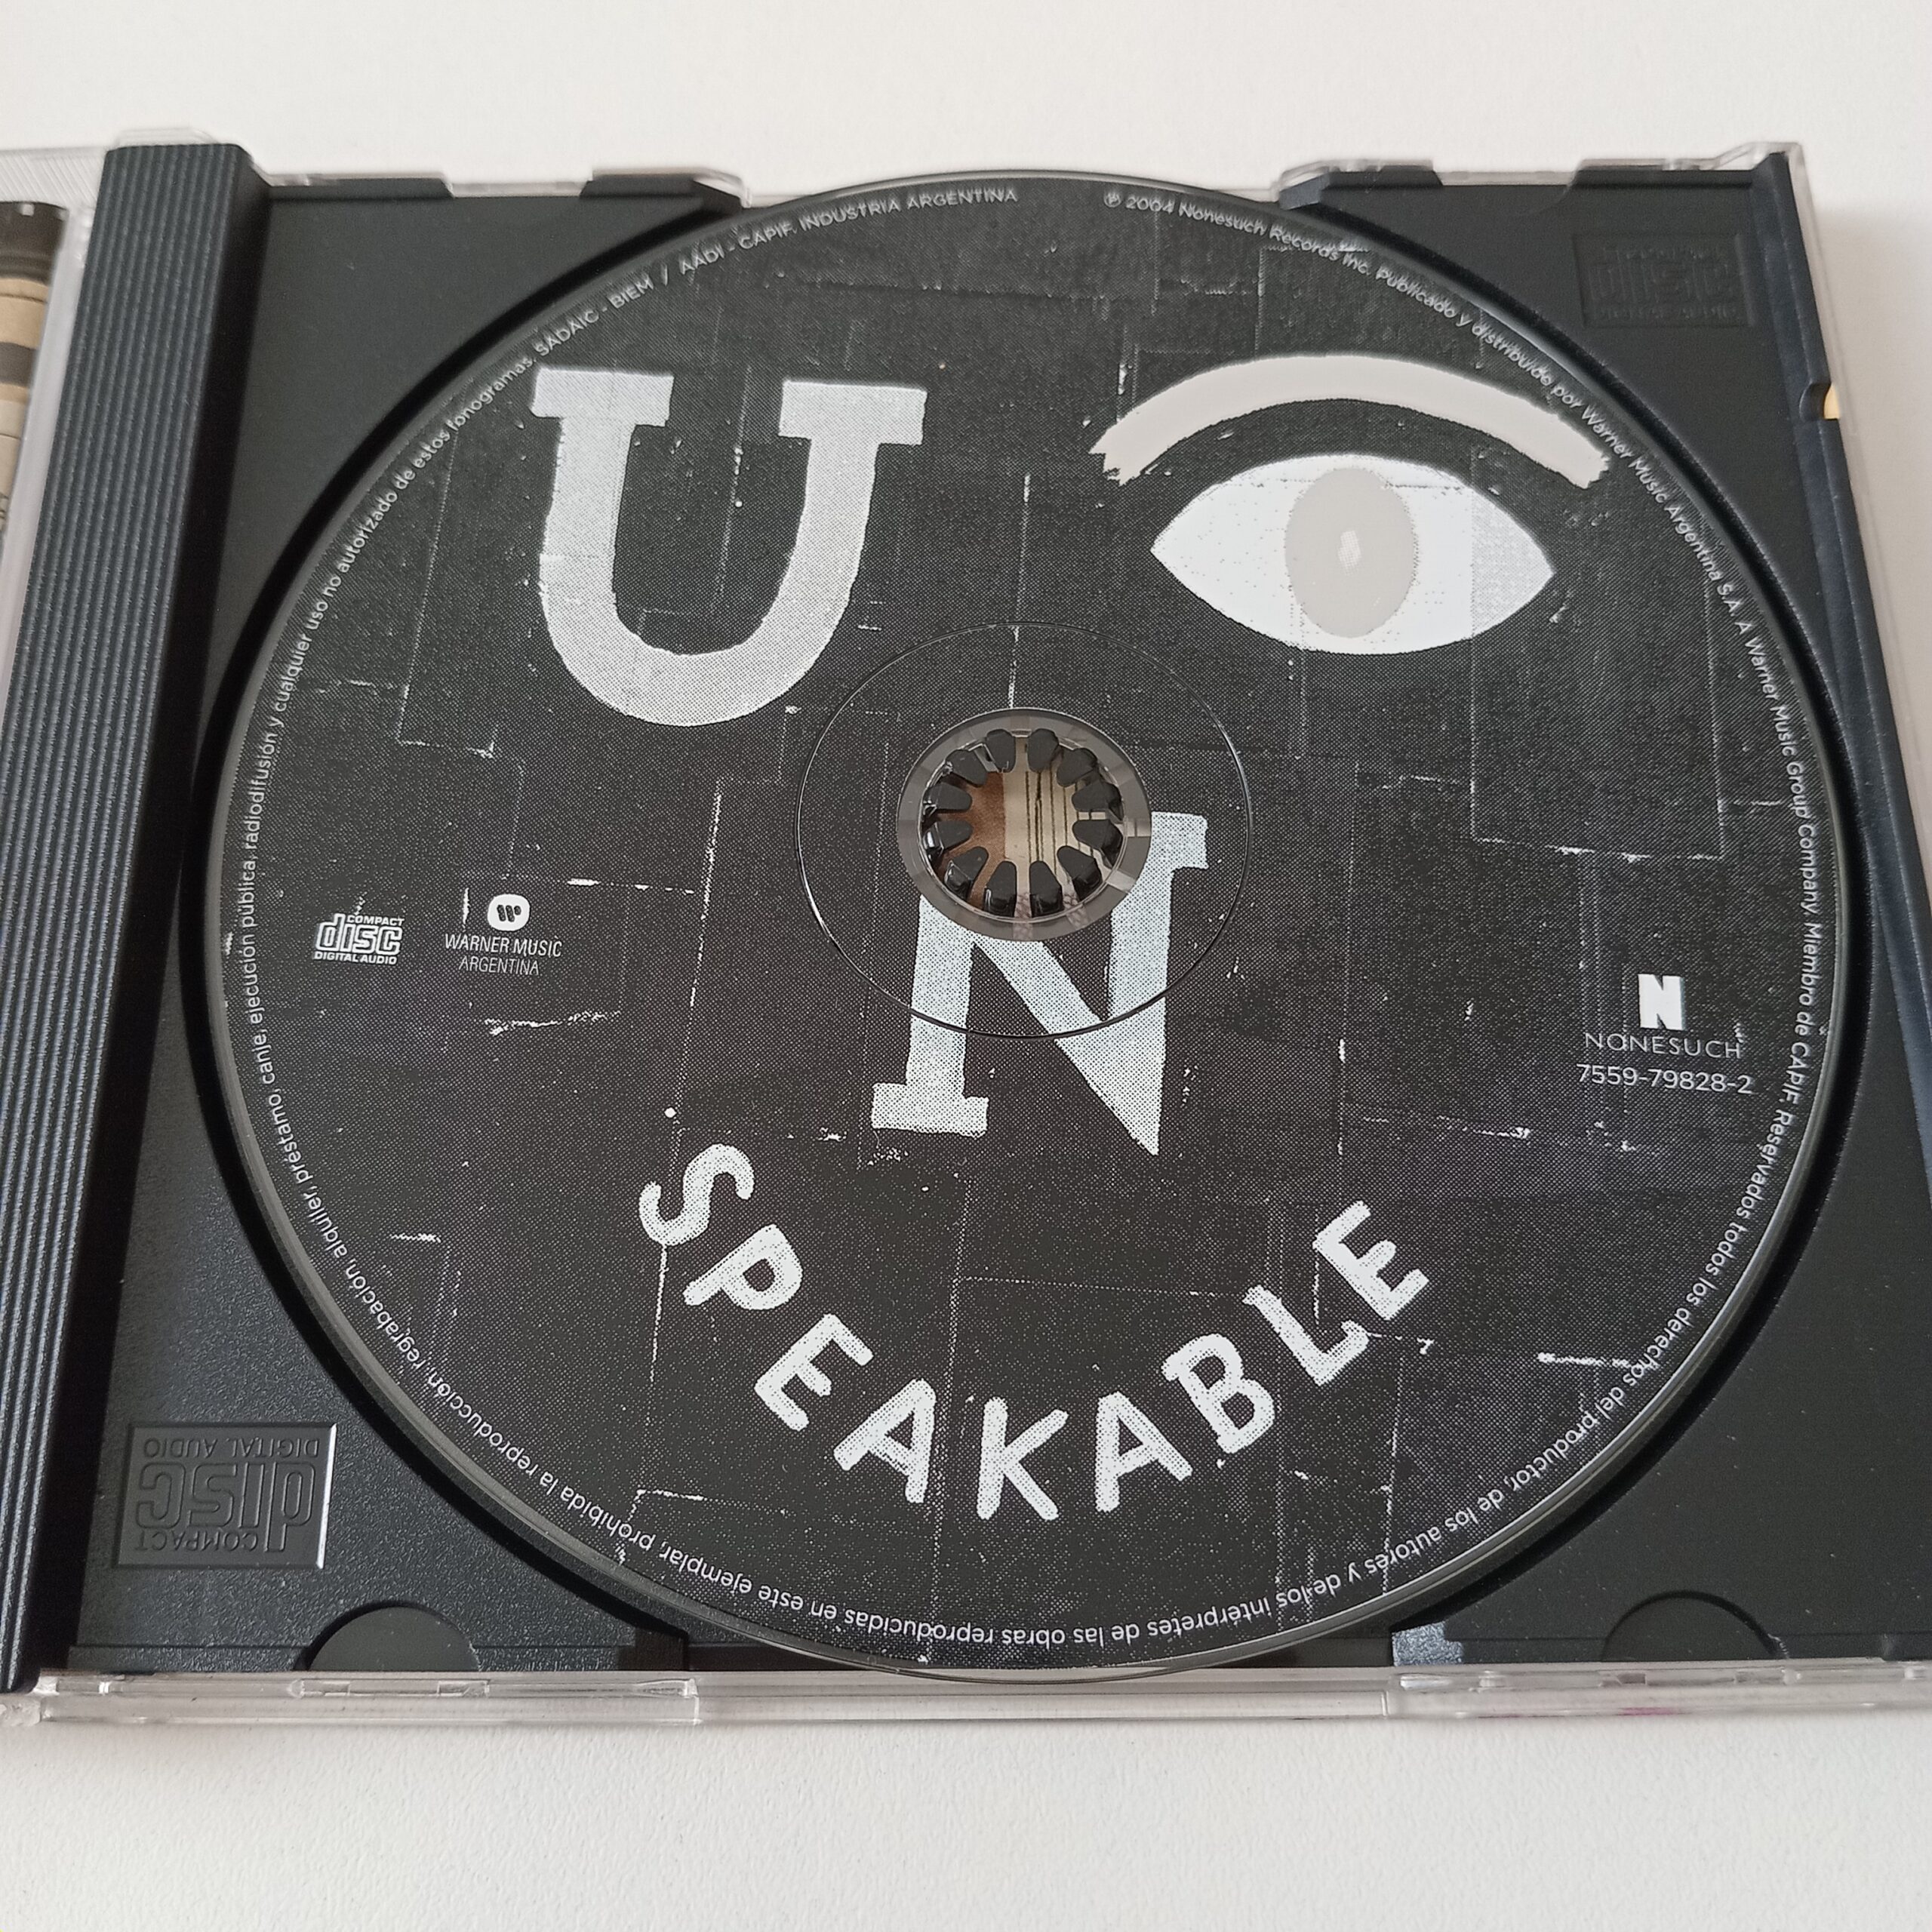 U
N
SPEAKABLE
COMPACT
disc
DIGITAL AUDIO
WARNER MUSIC
ARGENTINA
N
NONESUCH
7559-79828-2
℗ 2004 Nonesuch Records Inc. Publicado y distribuido por Warner Music Argentina S.A. A Warner Music Group Company. Miembro de CAPIF. Reservados todos los derechos del productor, de los autores y de los intérpretes de las obras reproducidas en este ejemplar, prohibida la reproducción, regrabación, alquiler, préstamo, canje, ejecución pública, radiodifusión y cualquier uso no autorizado de estos fonogramas. SADAIC - BIEM / AADI - CAPIF. INDUSTRIA ARGENTINA
COMPACT
disc
DIGITAL AUDIO
disc